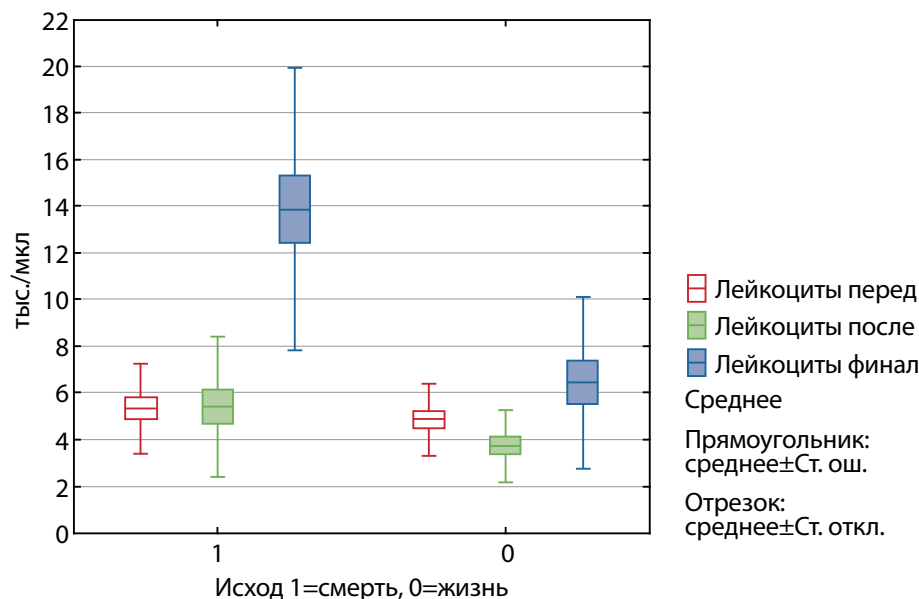 22
20
18
16
14
12
10
8
6
4
2
0
тыс./мкл
1
0
Исход 1=смерть, 0=жизнь
Лейкоциты перед
Лейкоциты после
Лейкоциты финал
Среднее
Прямоугольник:
среднее±Ст. ош.
Отрезок:
среднее±Ст. откл.